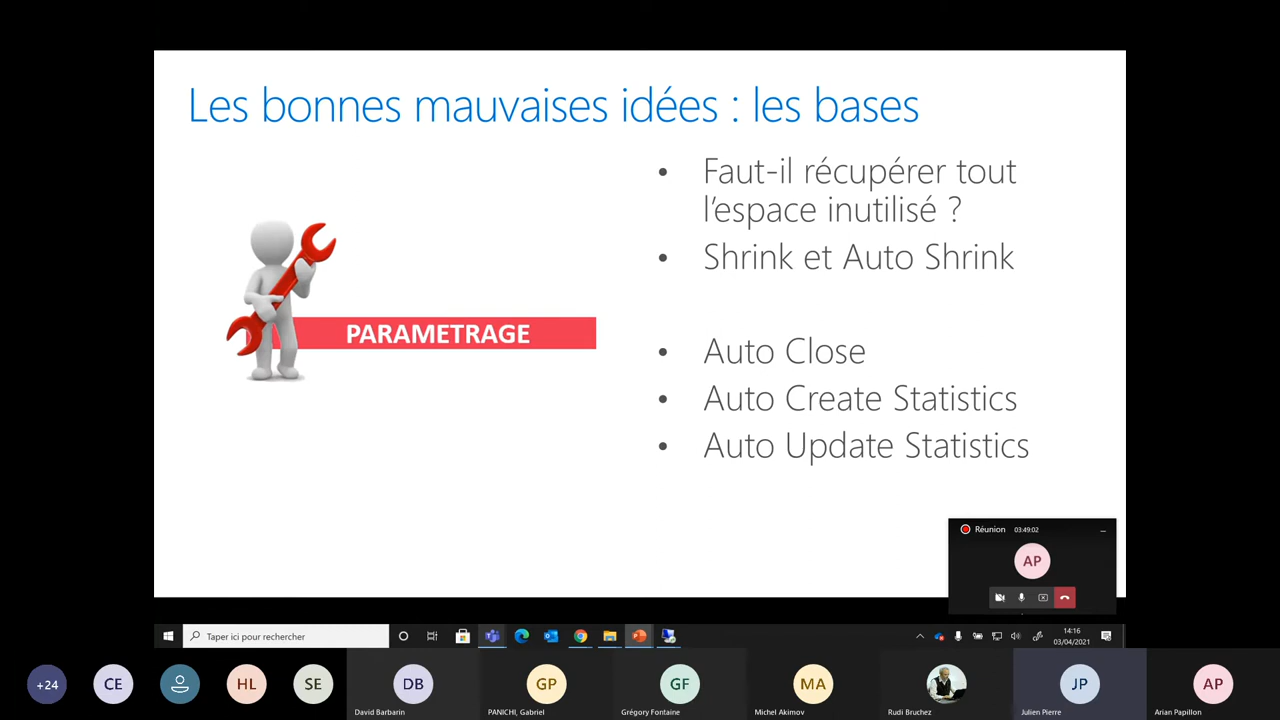 Les bonnes mauvaises idées : les bases
PARAMETRAGE
• Faut-il récupérer tout
l'espace inutilisé ?
• Shrink et Auto Shrink
• Auto Close
• Auto Create Statistics
• Auto Update Statistics
Réunion 03:49:02
AP
Taper ici pour rechercher
14:16
03/04/2021
+24
CE
HL
SE
DB
David Barbarin
GP
PANICHI, Gabriel
GF
Grégory Fontaine
MA
Michel Akimov
Rudi Bruchez
JP
Julien Pierre
AP
Arian Papillon